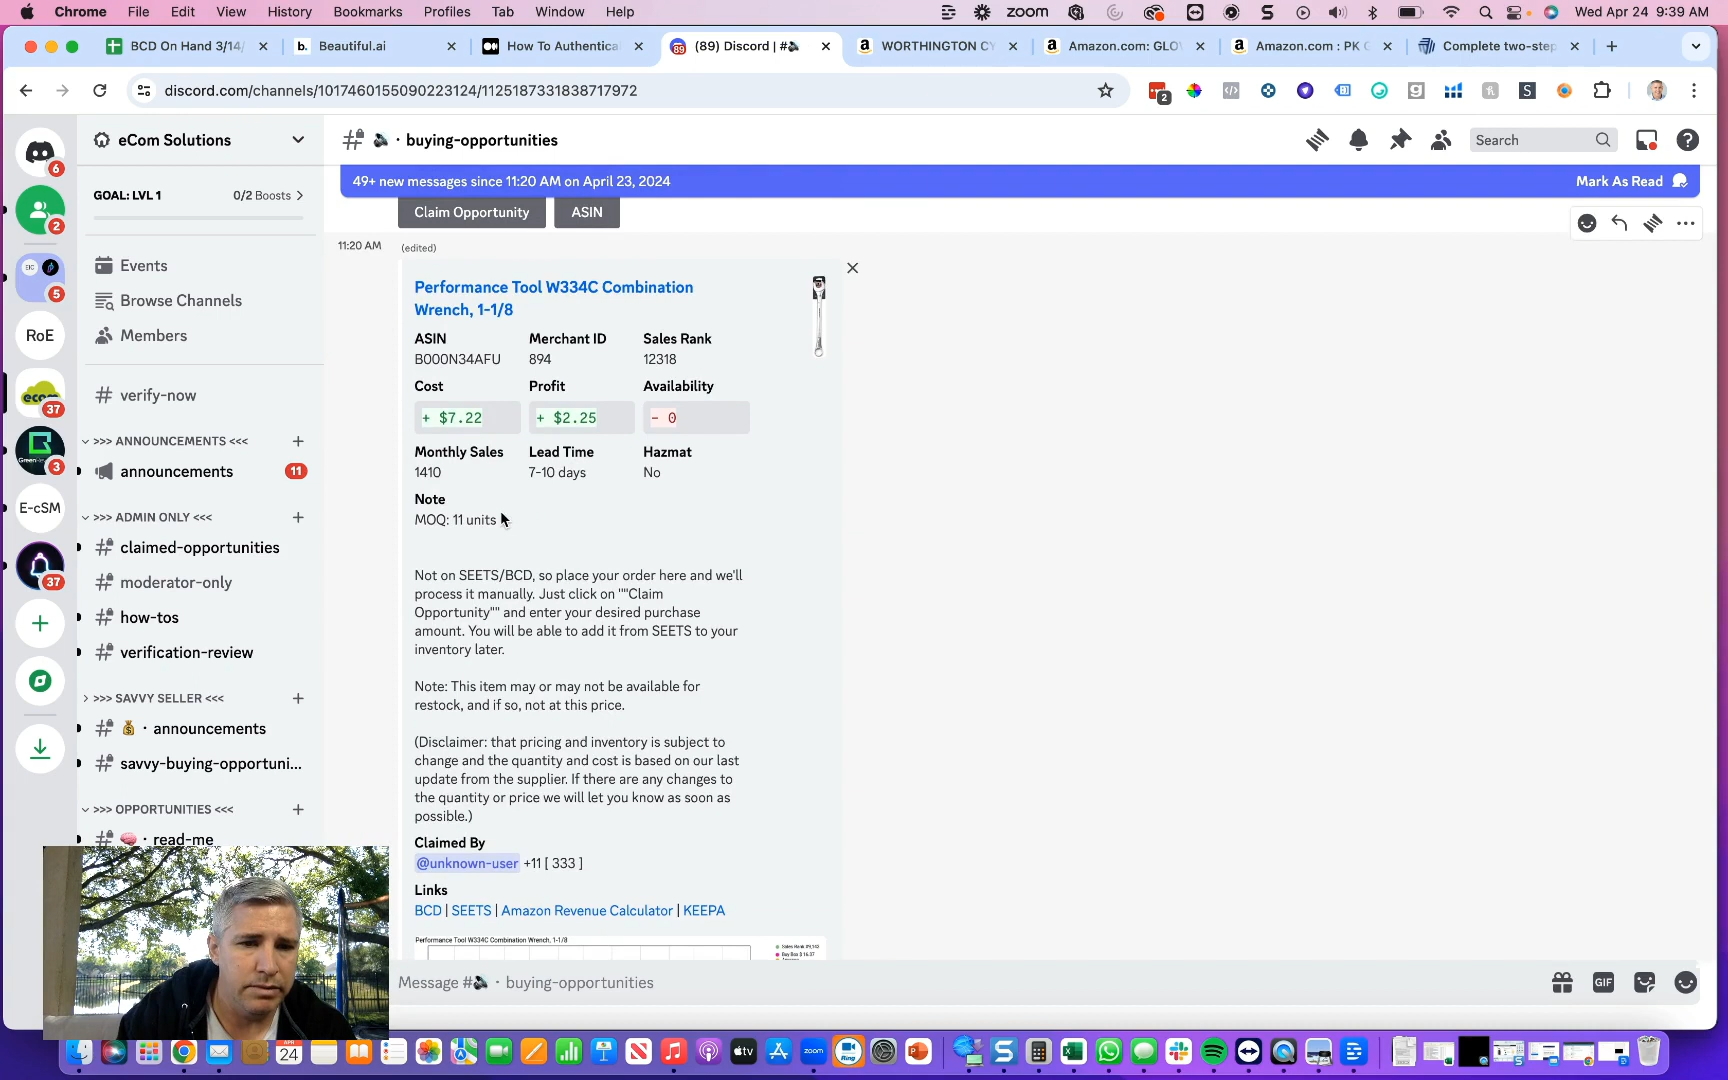 Chrome File Edit View History Bookmarks Profiles Tab Window Help zoom Wed Apr 24 9:39 AM
BCD On Hand 3/14/ Beautiful.ai How To Authentica (89) Discord | # WORTHINGTON CY Amazon.com: GLO Amazon.com : PK Complete two-step
discord.com/channels/1017460155090223124/1125187331838717972
eCom Solutions
buying-opportunities
Search
49+ new messages since 11:20 AM on April 23, 2024 Mark As Read
GOAL: LVL 1 0/2 Boosts
Events
Browse Channels
Members
verify-now
>>> ANNOUNCEMENTS <<<
announcements 11
>>> ADMIN ONLY <<<
claimed-opportunities
moderator-only
how-tos
verification-review
>>> SAVVY SELLER <<<
announcements
savvy-buying-opportuni...
>>> OPPORTUNITIES <<<
read-me
6
2
EIC
5
RoE
ecom
37
3
E-cSM
37
Claim Opportunity ASIN
11:20 AM (edited)
Performance Tool W334C Combination
Wrench, 1-1/8
ASIN Merchant ID Sales Rank
B000N34AFU 894 12318
Cost Profit Availability
+ $7.22 + $2.25 - 0
Monthly Sales Lead Time Hazmat
1410 7-10 days No
Note
MOQ: 11 units
Not on SEETS/BCD, so place your order here and we'll
process it manually. Just click on ""Claim
Opportunity"" and enter your desired purchase
amount. You will be able to add it from SEETS to your
inventory later.
Note: This item may or may not be available for
restock, and if so, not at this price.
(Disclaimer: that pricing and inventory is subject to
change and the quantity and cost is based on our last
update from the supplier. If there are any changes to
the quantity or price we will let you know as soon as
possible.)
Claimed By
@unknown-user +11 [ 333 ]
Links
BCD | SEETS | Amazon Revenue Calculator | KEEPA
Performance Tool W334C Combination Wrench, 1-1/8
Message # buying-opportunities
GIF